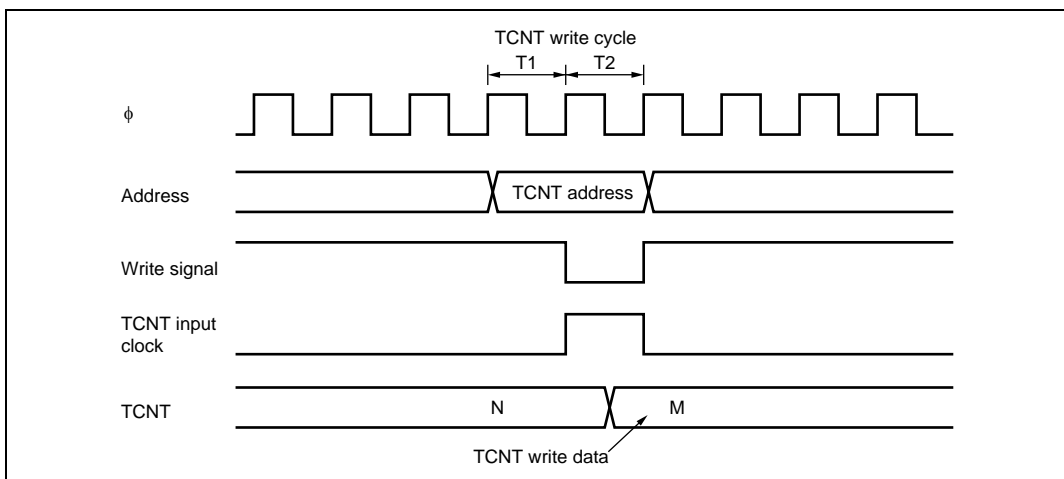 TCNT write cycle
T1 T2
ϕ
Address
TCNT address
Write signal
TCNT input
clock
TCNT
N
M
TCNT write data